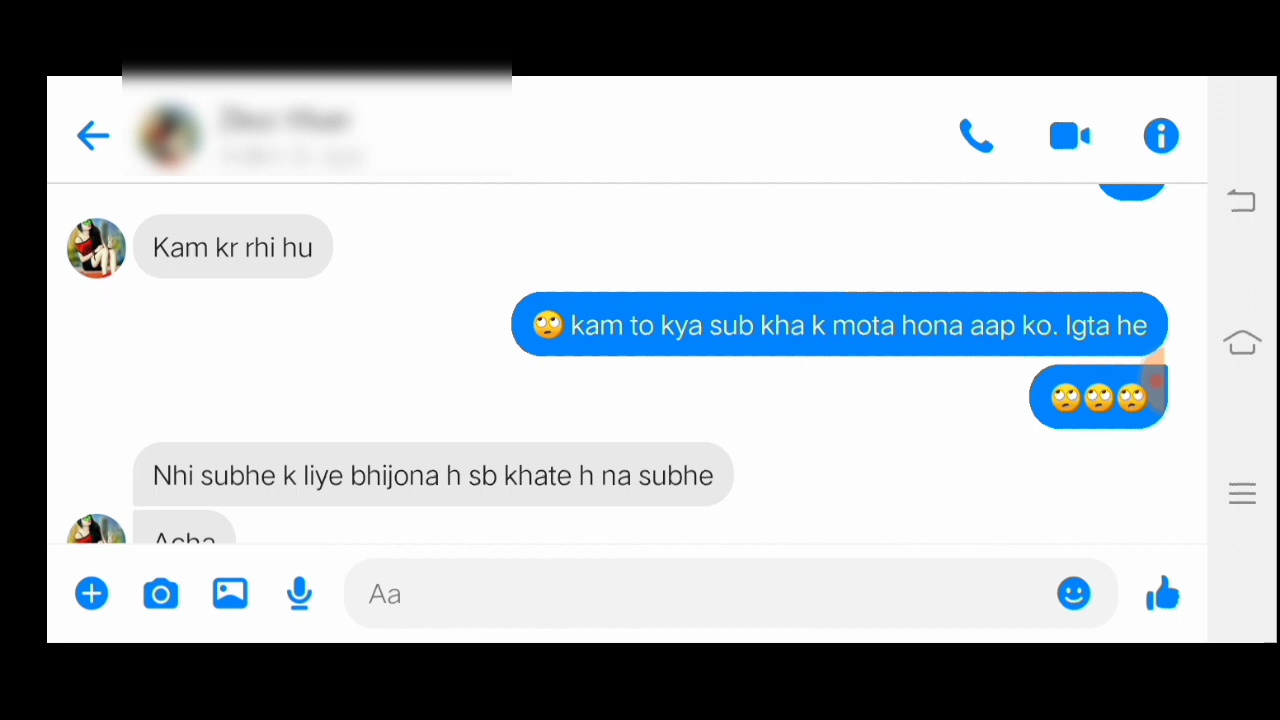 Kam kr rhi hu
🙄 kam to kya sub kha k mota hona aap ko. lgta he
🙄🙄🙄
Nhi subhe k liye bhijona h sb khate h na subhe
Acha
Aa